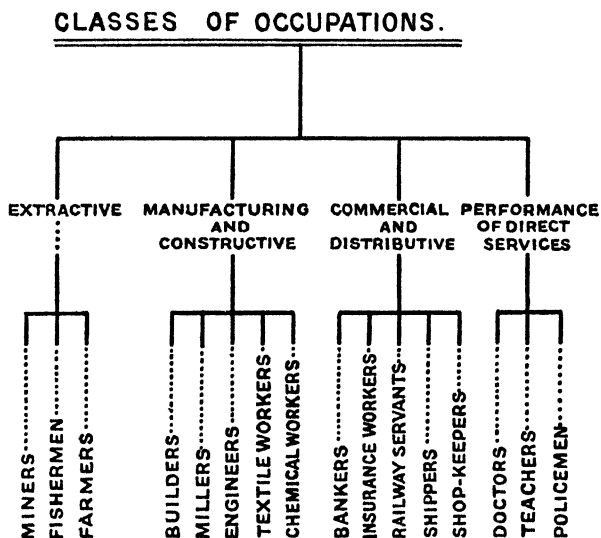 CLASSES OF OCCUPATIONS.
EXTRACTIVE
MANUFACTURING
AND
CONSTRUCTIVE
COMMERCIAL
AND
DISTRIBUTIVE
PERFORMANCE
OF DIRECT
SERVICES
MINERS
FISHERMEN
FARMERS
BUILDERS
MILLERS
ENGINEERS
TEXTILE WORKERS
CHEMICAL WORKERS
BANKERS
INSURANCE WORKERS
RAILWAY SERVANTS
SHIPPERS
SHOP-KEEPERS
DOCTORS
TEACHERS
POLICEMEN